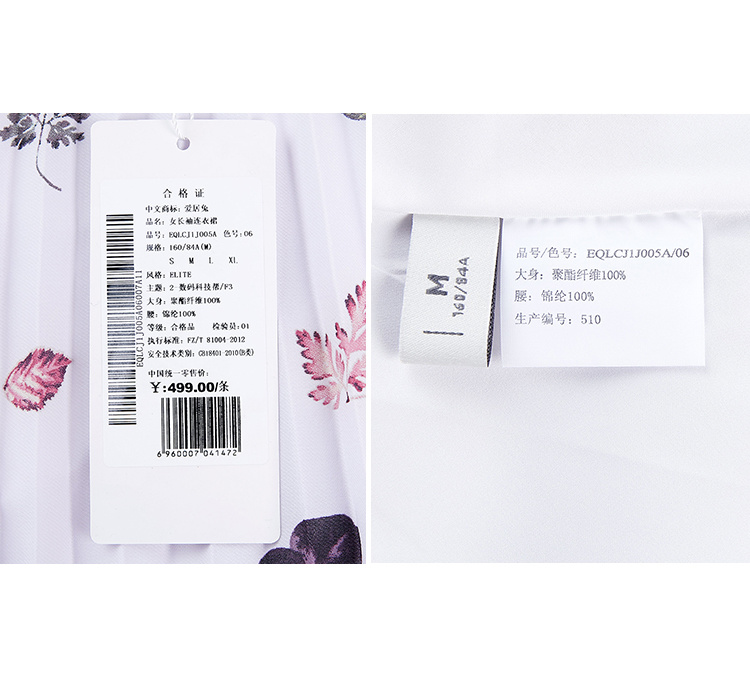 合格证
中文商标：爱居兔
品名：女长袖连衣裙
品号：EQLCJ1J005A 色号：06
规格：160/84A(M)
S M L XL
风格：ELITE
主题：2-数码科技帮/F3
大身：聚酯纤维100%
腰：锦纶100%
等级：合格品 检验员：01
执行标准：FZ/T 81004-2012
安全技术类别：GB18401-2010(B类)
中国统一零售价：
¥:499.00/条
6 960007 041472
EQLCJ1J005A06007A11
M
160/84A
品号/色号：EQLCJ1J005A/06
大身：聚酯纤维100%
腰：锦纶100%
生产编号：510